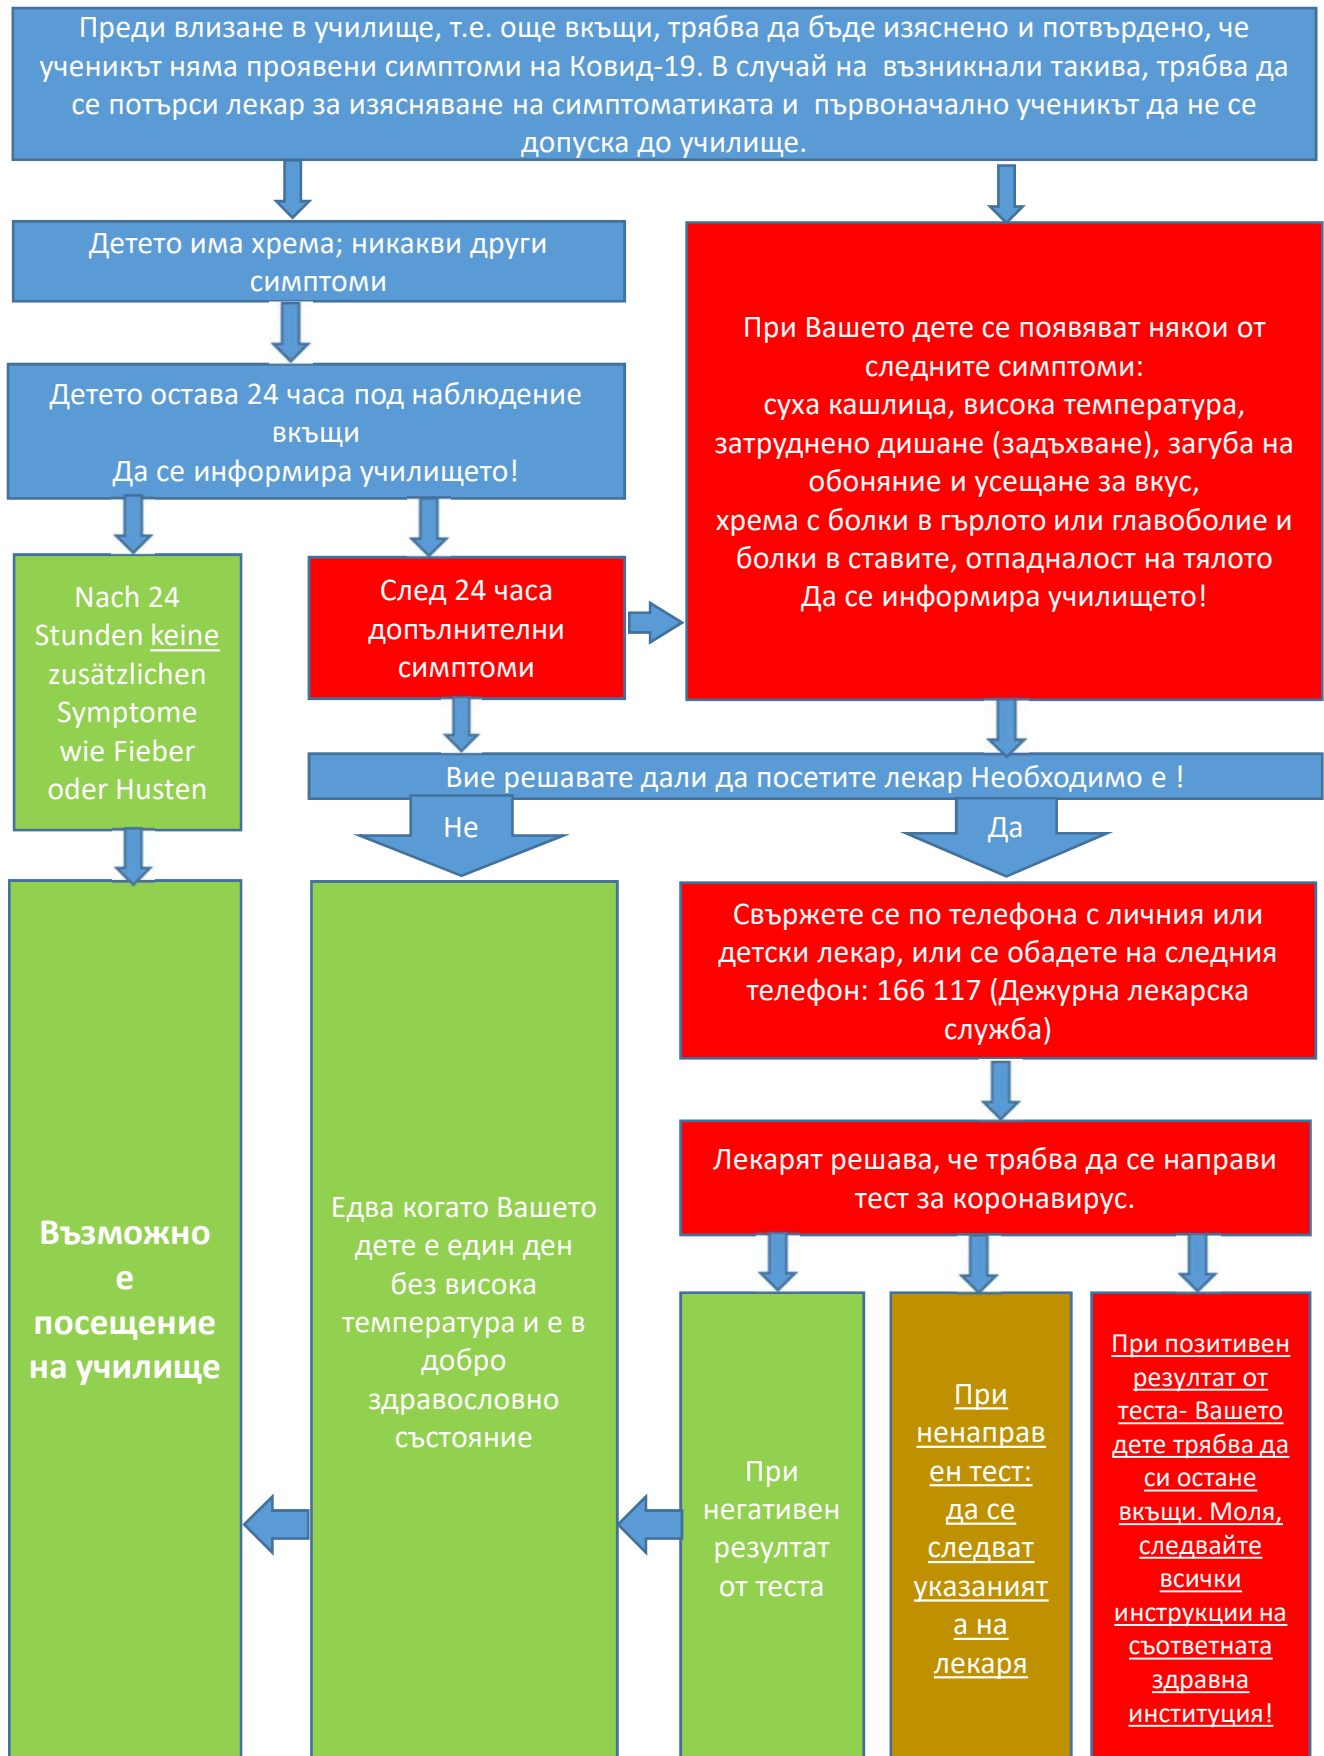 Преди влизане в училище, т.е. още вкъщи, трябва да бъде изяснено и потвърдено, че
ученикът няма проявени симптоми на Ковид-19. В случай на възникнали такива, трябва да
се потърси лекар за изясняване на симптоматиката и първоначално ученикът да не се
допуска до училище.
Детето има хрема; никакви други
симптоми
При Вашето дете се появяват някои от
следните симптоми:
суха кашлица, висока температура,
затруднено дишане (задъхване), загуба на
обоняние и усещане за вкус,
хрема с болки в гърлото или главоболие и
болки в ставите, отпадналост на тялото
Да се информира училището!
Детето остава 24 часа под наблюдение
вкъщи
Да се информира училището!
Nach 24
Stunden keine
zusätzlichen
Symptome
wie Fieber
oder Husten
След 24 часа
допълнителни
симптоми
Вие решавате дали да посетите лекар Необходимо е !
Не
Да
Свържете се по телефона с личния или
детски лекар, или се обадете на следния
телефон: 166 117 (Дежурна лекарска
служба)
Лекарят решава, че трябва да се направи
тест за коронавирус.
Възможно
е
посещение
на училище
Едва когато Вашето
дете е един ден
без висока
температура и е в
добро
здравословно
състояние
При
негативен
резултат
от теста
При
ненаправ
ен тест:
да се
следват
указаният
а на
лекаря
При позитивен
резултат от
теста- Вашето
дете трябва да
си остане
вкъщи. Моля,
следвайте
всички
инструкции на
съответната
здравна
институция!